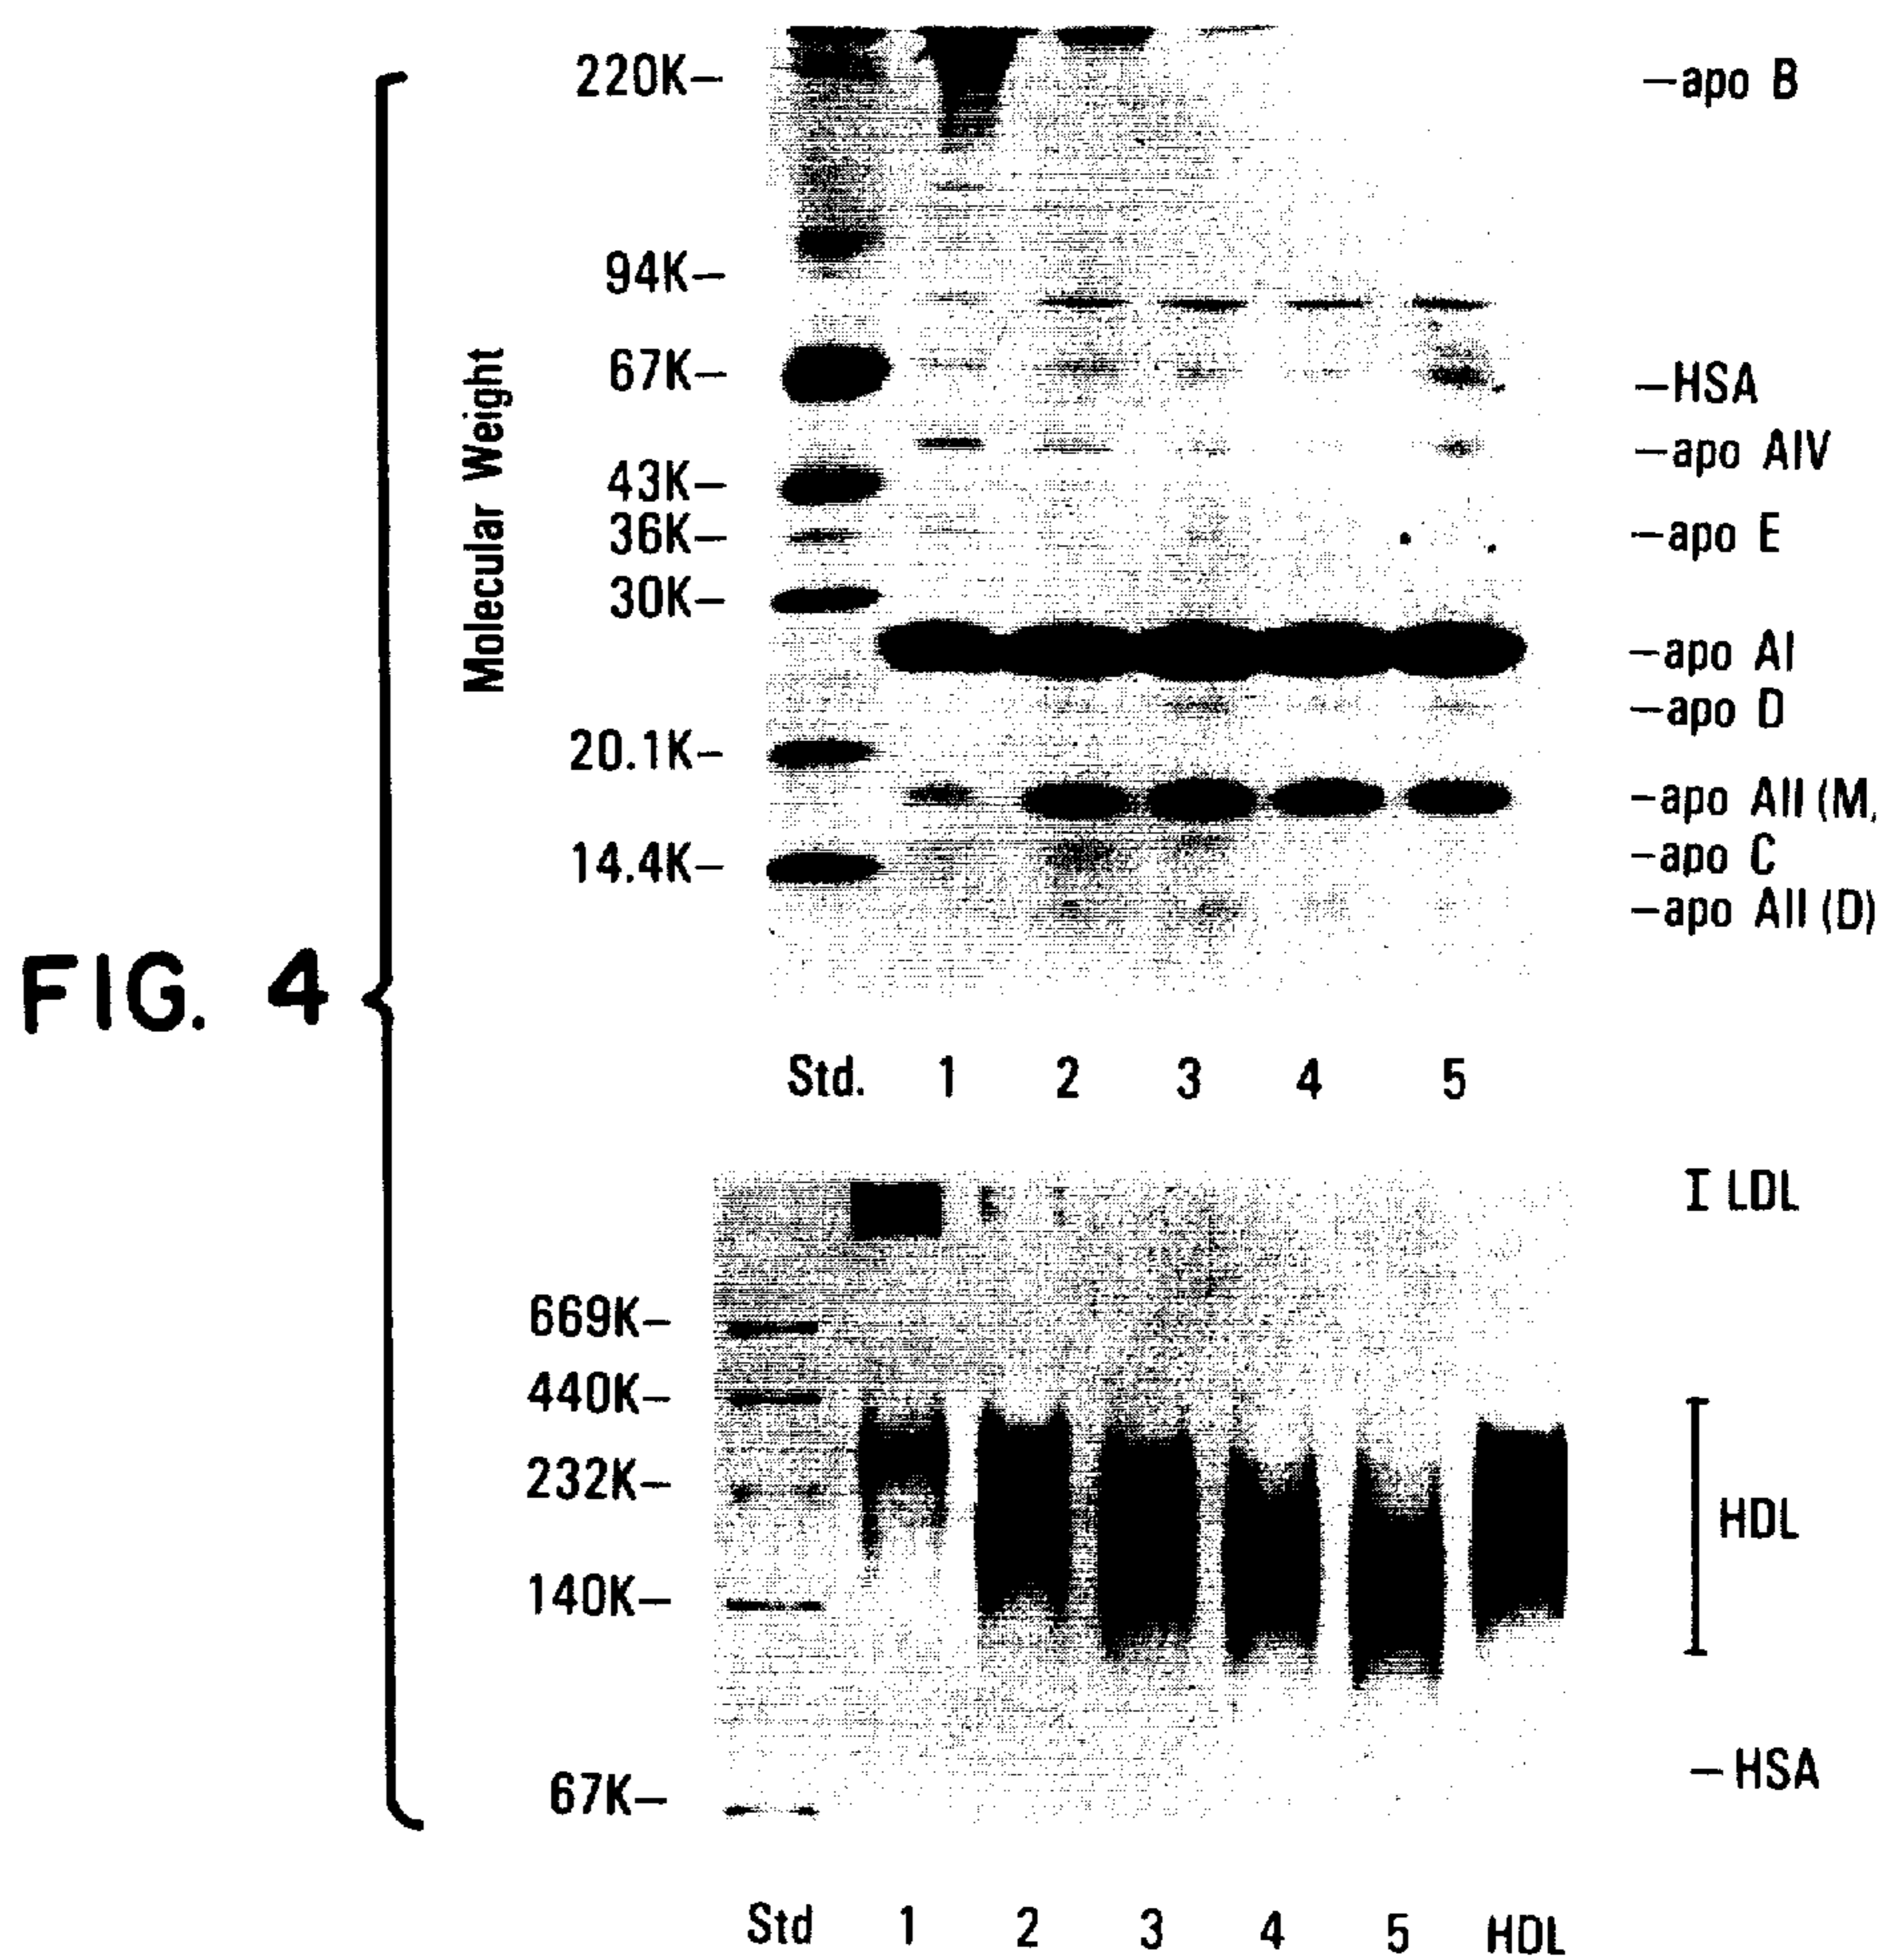 FIG. 4
Molecular Weight
220K–
94K–
67K–
43K–
36K–
30K–
20.1K–
14.4K–
–apo B
–HSA
–apo AIV
–apo E
–apo AI
–apo D
–apo AII (M,
–apo C
–apo AII (D)
Std. 1 2 3 4 5
669K–
440K–
232K–
140K–
67K–
LDL
HDL
–HSA
Std 1 2 3 4 5 HDL